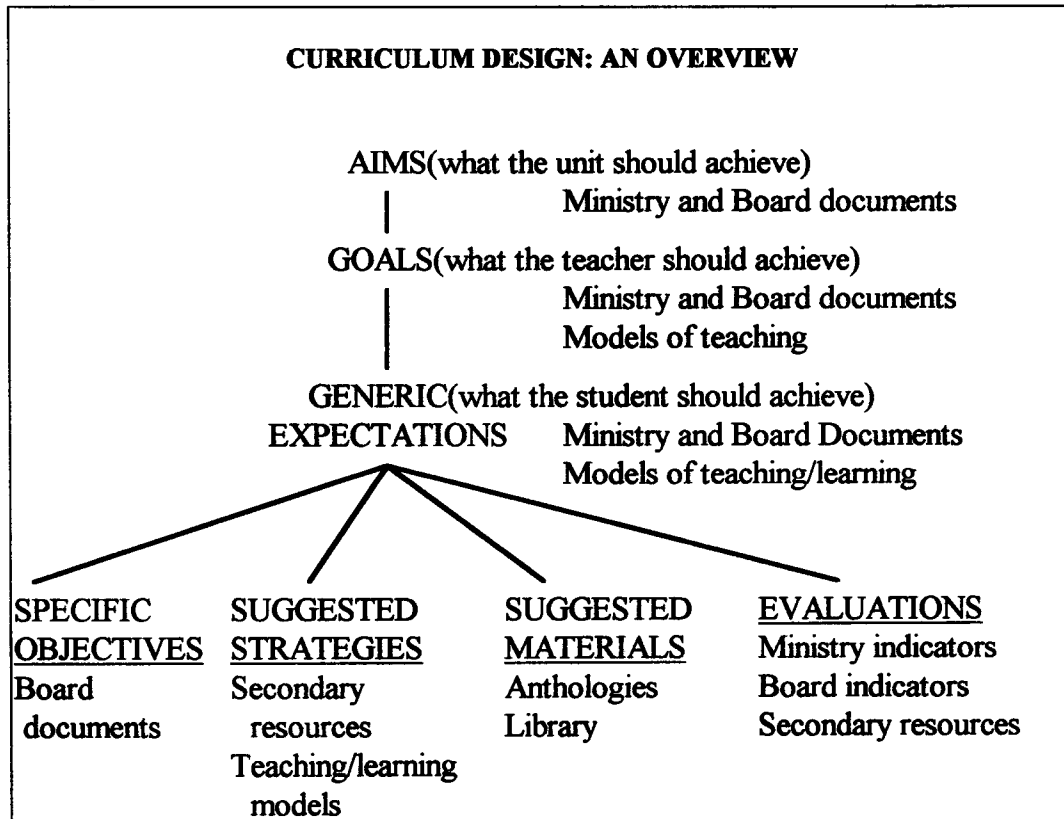 CURRICULUM DESIGN: AN OVERVIEW
AIMS(what the unit should achieve)
Ministry and Board documents
GOALS(what the teacher should achieve)
Ministry and Board documents
Models of teaching
GENERIC(what the student should achieve)
EXPECTATIONS Ministry and Board Documents
Models of teaching/learning
SPECIFIC
OBJECTIVES
Board
documents
SUGGESTED
STRATEGIES
Secondary
resources
Teaching/learning
models
SUGGESTED
MATERIALS
Anthologies
Library
EVALUATIONS
Ministry indicators
Board indicators
Secondary resources